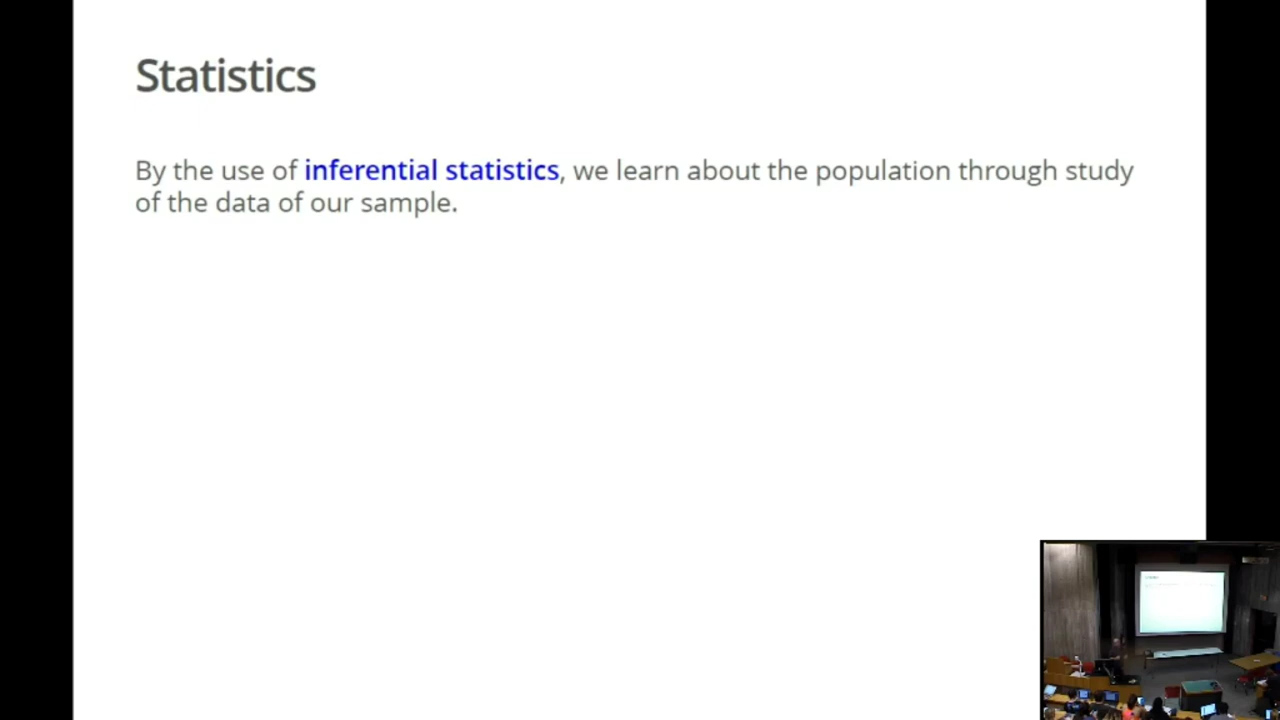 Statistics
By the use of inferential statistics, we learn about the population through study
of the data of our sample.